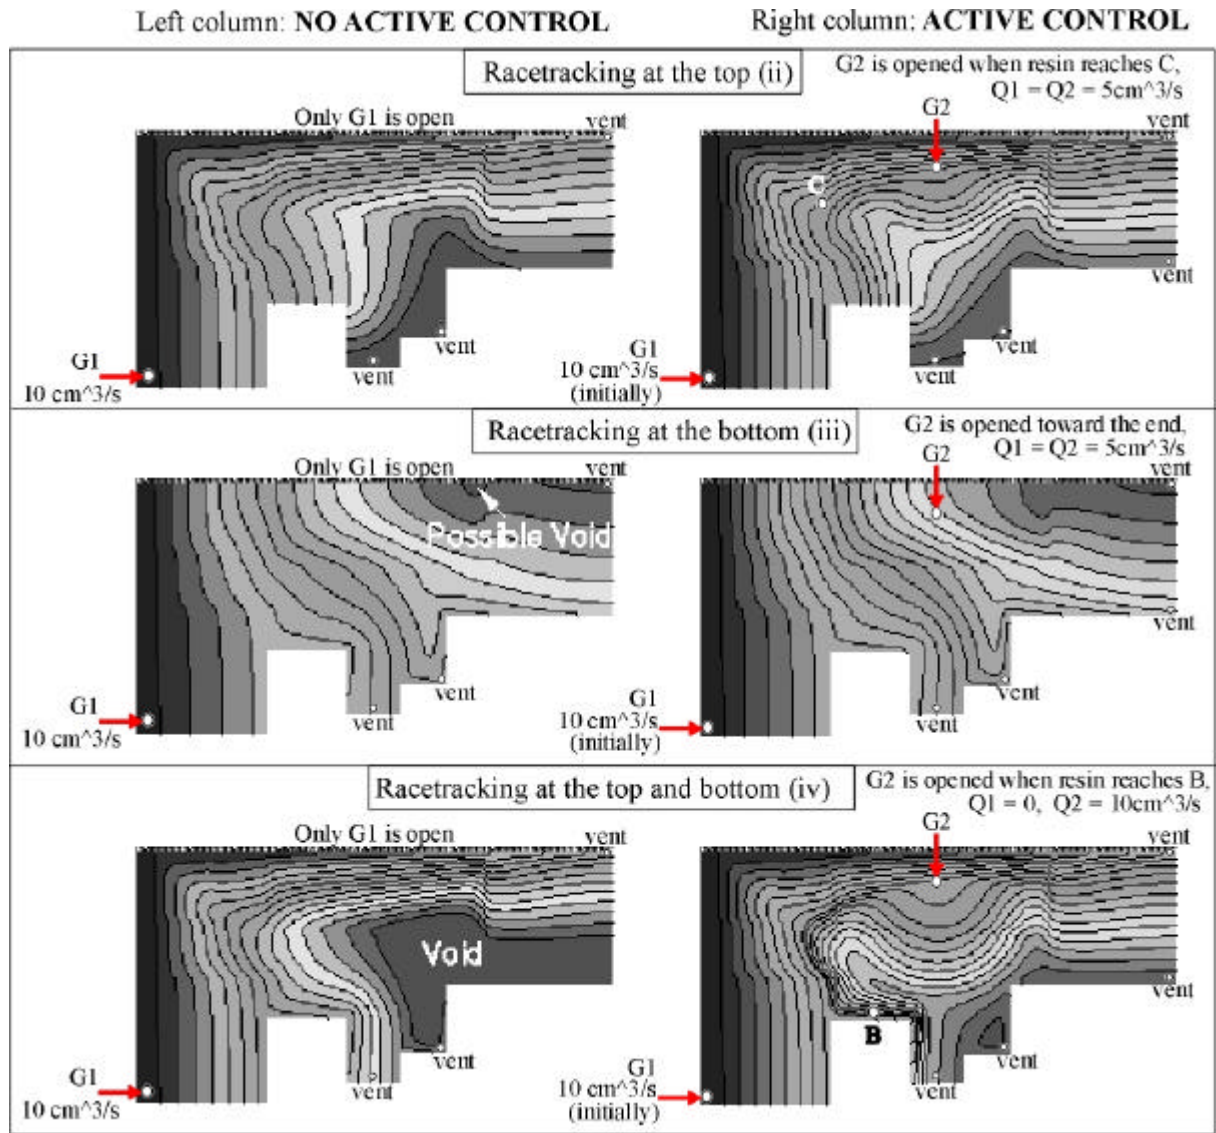 Left column: NO ACTIVE CONTROL
Right column: ACTIVE CONTROL
Racetracking at the top (ii)
G2 is opened when resin reaches C,
Q1 = Q2 = 5cm^3/s
Only G1 is open
vent
G2
vent
C
vent
G1
10 cm^3/s
vent
vent
G1
10 cm^3/s
(initially)
vent
vent
Racetracking at the bottom (iii)
G2 is opened toward the end,
Q1 = Q2 = 5cm^3/s
Only G1 is open
vent
G2
vent
Possible Void
vent
G1
10 cm^3/s
vent
vent
G1
10 cm^3/s
(initially)
vent
vent
Racetracking at the top and bottom (iv)
G2 is opened when resin reaches B,
Q1 = 0, Q2 = 10cm^3/s
Only G1 is open
vent
G2
vent
Void
vent
B
G1
10 cm^3/s
vent
vent
G1
10 cm^3/s
(initially)
vent
vent